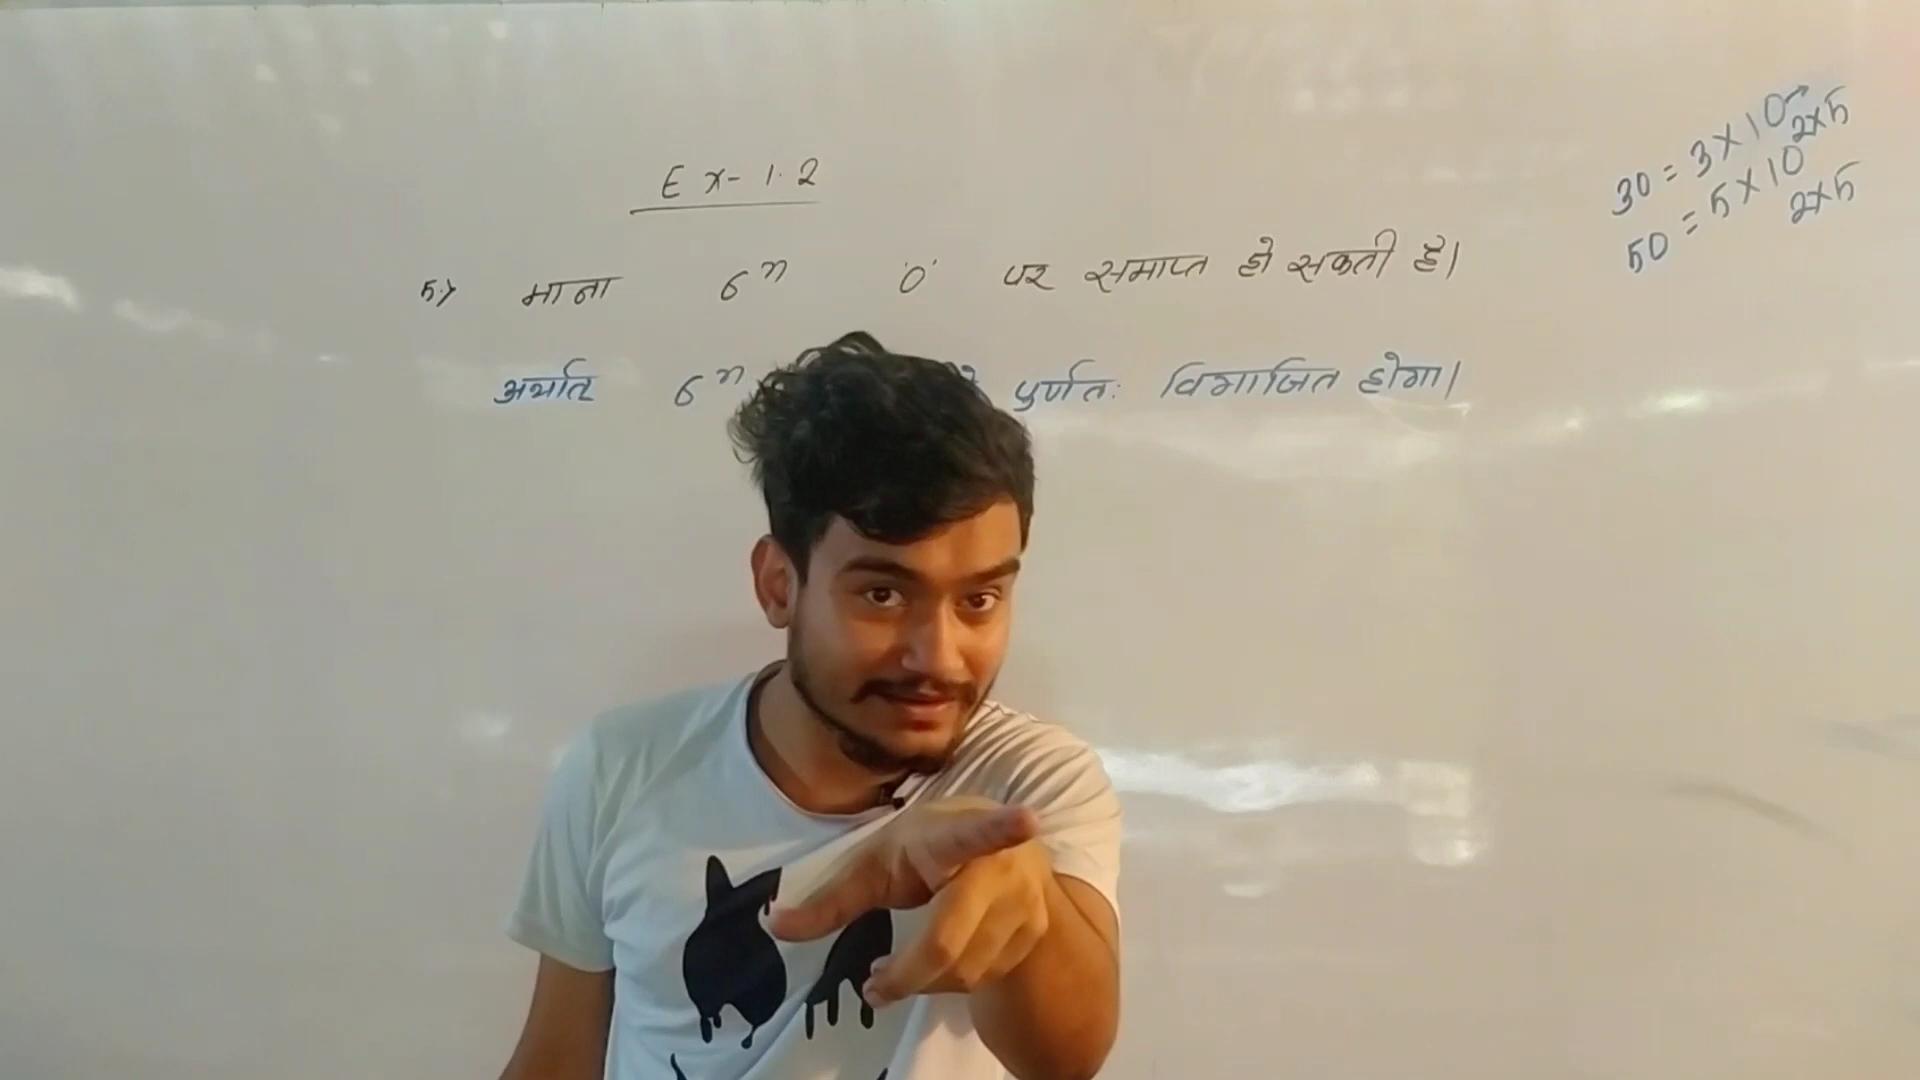 Ex- 1.2
5.> माना 6ⁿ '0' पर समाप्त हो सकती है।
अर्थात 6ⁿ पुर्णत: विभाजित होगा।
30 = 3×10→2×5
50 = 5×10 2×5